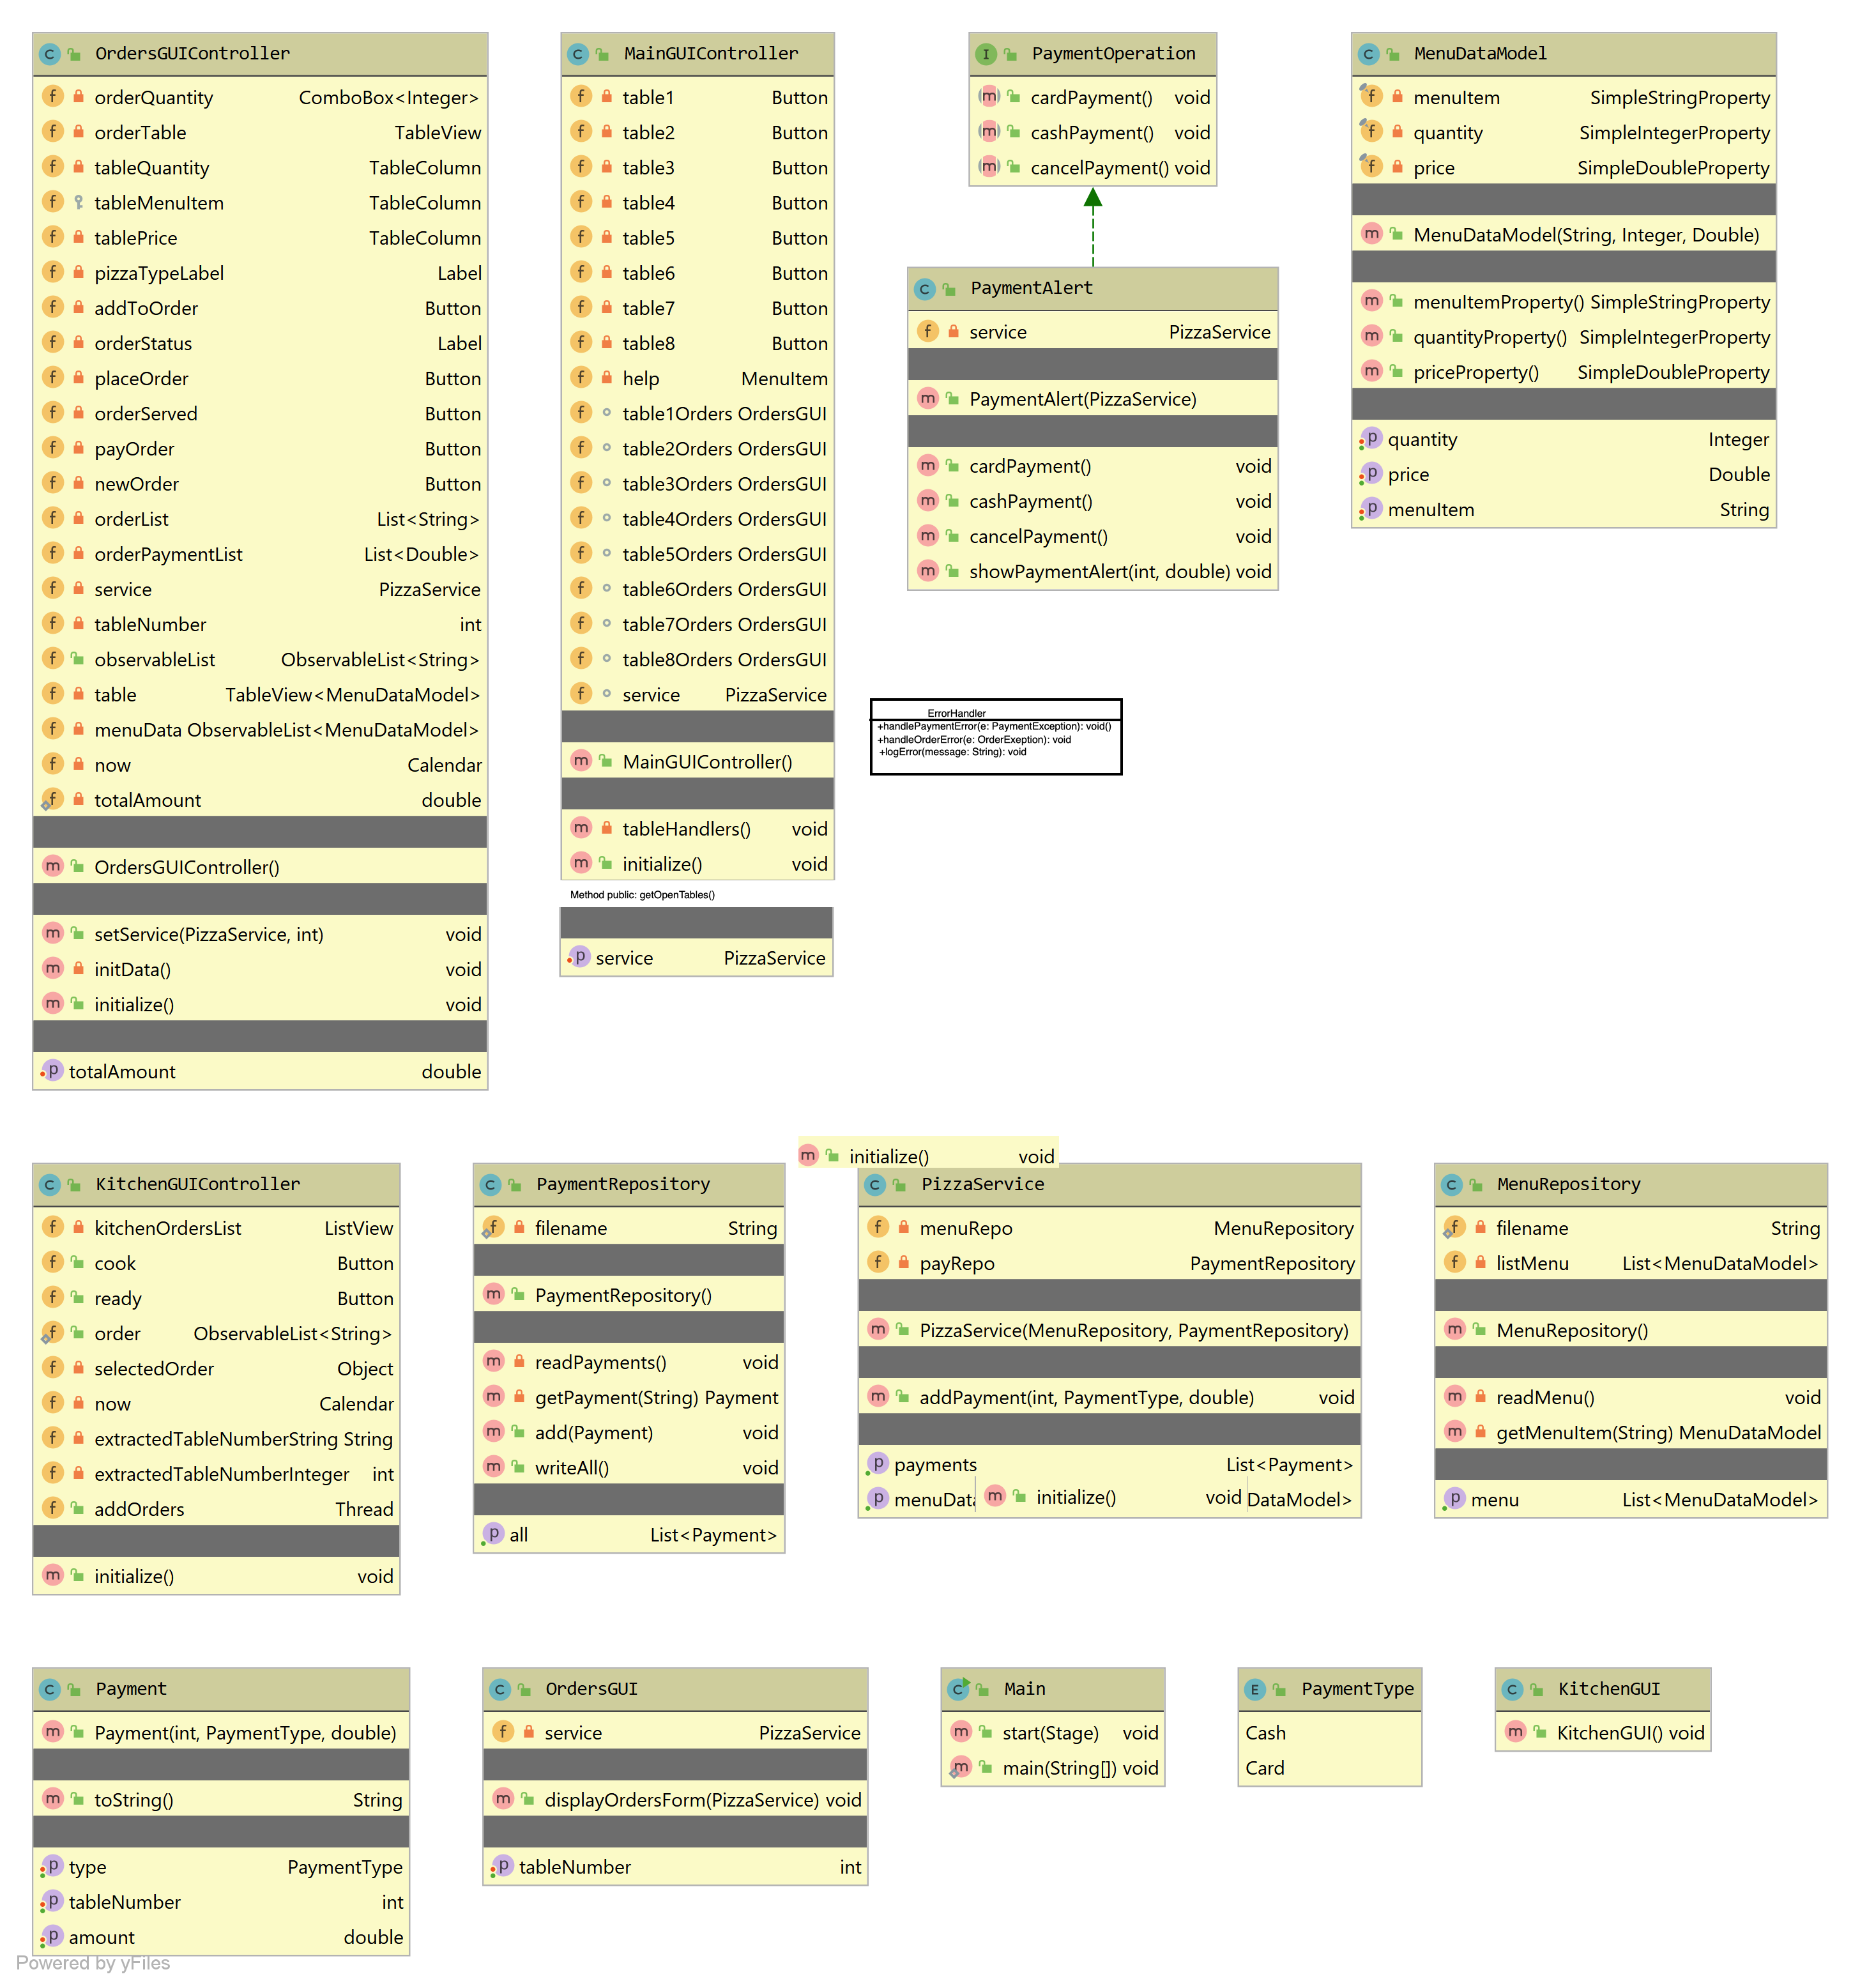 OrdersGUIController
orderQuantity ComboBox<Integer>
orderTable TableView
tableQuantity TableColumn
tableMenuItem TableColumn
tablePrice TableColumn
pizzaTypeLabel Label
addToOrder Button
orderStatus Label
placeOrder Button
orderServed Button
payOrder Button
newOrder Button
orderList List<String>
orderPaymentList List<Double>
service PizzaService
tableNumber int
observableList ObservableList<String>
table TableView<MenuDataModel>
menuData ObservableList<MenuDataModel>
now Calendar
totalAmount double
OrdersGUIController()
setService(PizzaService, int) void
initData() void
initialize() void
totalAmount double
MainGUIController
table1 Button
table2 Button
table3 Button
table4 Button
table5 Button
table6 Button
table7 Button
table8 Button
help MenuItem
table1Orders OrdersGUI
table2Orders OrdersGUI
table3Orders OrdersGUI
table4Orders OrdersGUI
table5Orders OrdersGUI
table6Orders OrdersGUI
table7Orders OrdersGUI
table8Orders OrdersGUI
service PizzaService
MainGUIController()
tableHandlers() void
initialize() void
Method public: getOpenTables()
service PizzaService
PaymentOperation
cardPayment() void
cashPayment() void
cancelPayment() void
PaymentAlert
service PizzaService
PaymentAlert(PizzaService)
cardPayment() void
cashPayment() void
cancelPayment() void
showPaymentAlert(int, double) void
ErrorHandler
+handlePaymentError(e: PaymentException): void()
+handleOrderError(e: OrderExeption): void
+logError(message: String): void
MenuDataModel
menuItem SimpleStringProperty
quantity SimpleIntegerProperty
price SimpleDoubleProperty
MenuDataModel(String, Integer, Double)
menuItemProperty() SimpleStringProperty
quantityProperty() SimpleIntegerProperty
priceProperty() SimpleDoubleProperty
quantity Integer
price Double
menuItem String
KitchenGUIController
kitchenOrdersList ListView
cook Button
ready Button
order ObservableList<String>
selectedOrder Object
now Calendar
extractedTableNumberString String
extractedTableNumberInteger int
addOrders Thread
initialize() void
PaymentRepository
filename String
PaymentRepository()
readPayments() void
getPayment(String) Payment
add(Payment) void
writeAll() void
all List<Payment>
initialize() void
PizzaService
menuRepo MenuRepository
payRepo PaymentRepository
PizzaService(MenuRepository, PaymentRepository)
addPayment(int, PaymentType, double) void
payments List<Payment>
initialize() void DataModel>
MenuRepository
filename String
listMenu List<MenuDataModel>
MenuRepository()
readMenu() void
getMenuItem(String) MenuDataModel
menu List<MenuDataModel>
Payment
Payment(int, PaymentType, double)
toString() String
type PaymentType
tableNumber int
amount double
OrdersGUI
service PizzaService
displayOrdersForm(PizzaService) void
tableNumber int
Main
start(Stage) void
main(String[]) void
PaymentType
Cash
Card
KitchenGUI
KitchenGUI() void
Powered by yFiles